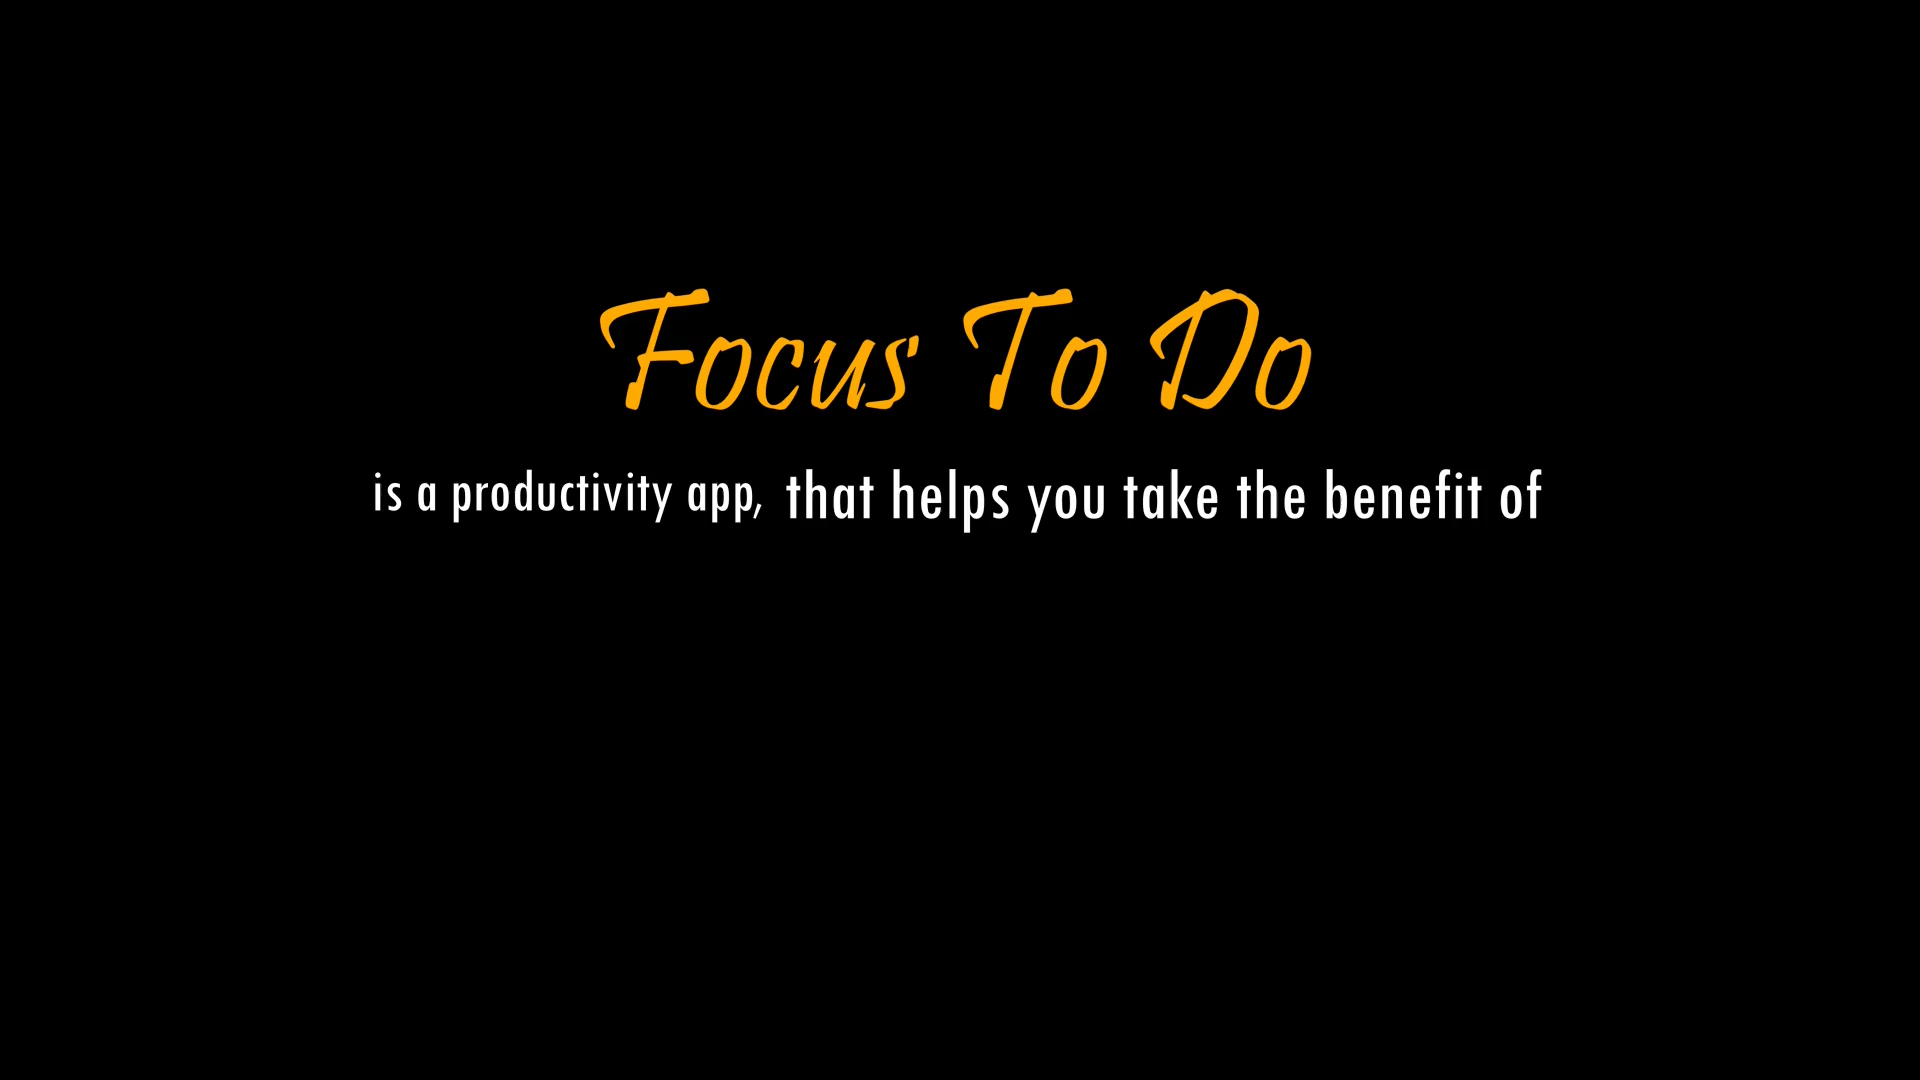 Focus To Do
is a productivity app, that helps you take the benefit of